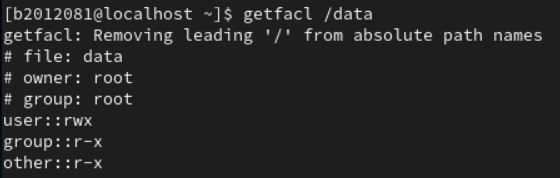 [b2012081@localhost ~]$ getfacl /data
getfacl: Removing leading '/' from absolute path names
# file: data
# owner: root
# group: root
user::rwx
group::r-x
other::r-x